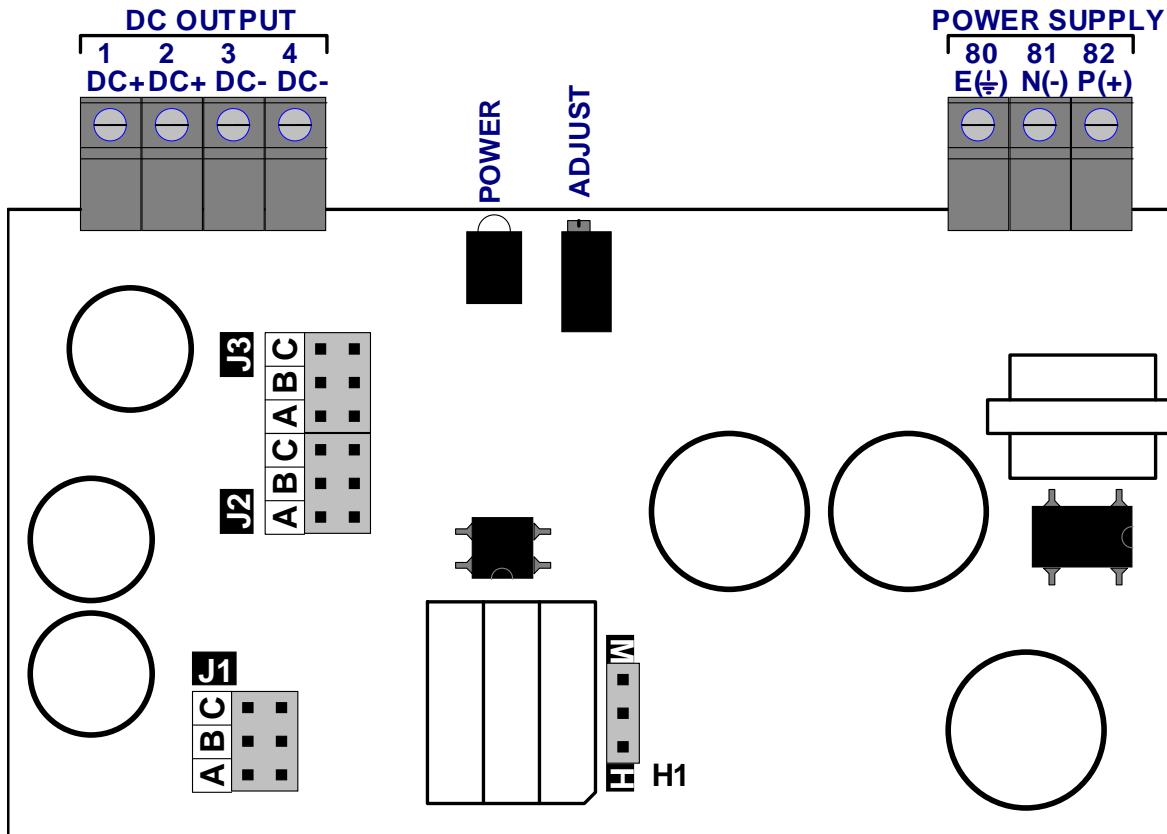 DC OUTPUT
1 2 3 4
DC+ DC+ DC- DC-
POWER
ADJUST
POWER SUPPLY
80 81 82
E(⏚) N(-) P(+)
J3
C
B
A
J2
C
B
A
J1
C
B
A
M
H
H1